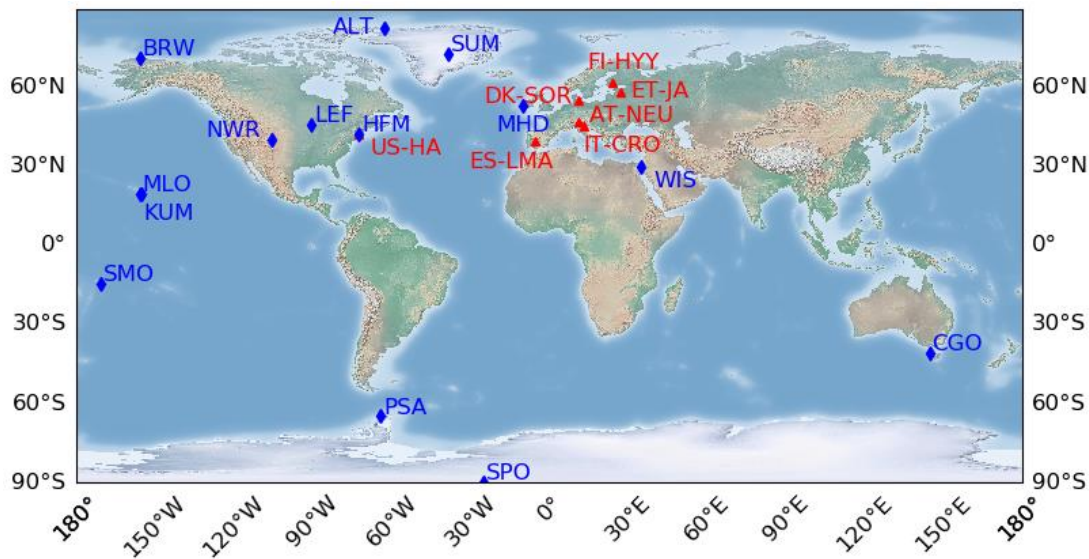 ALT
BRW
SUM
FI-HYY
60°N
60°N
DK-SOR
ET-JA
LEF
AT-NEU
NWR
HFM
MHD
US-HA
IT-CRO
ES-LMA
30°N
30°N
MLO
WIS
KUM
0°
0°
SMO
30°S
30°S
CGO
60°S
60°S
PSA
SPO
90°S
90°S
180°
150°W
120°W
90°W
60°W
30°W
0°
30°E
60°E
90°E
120°E
150°E
180°